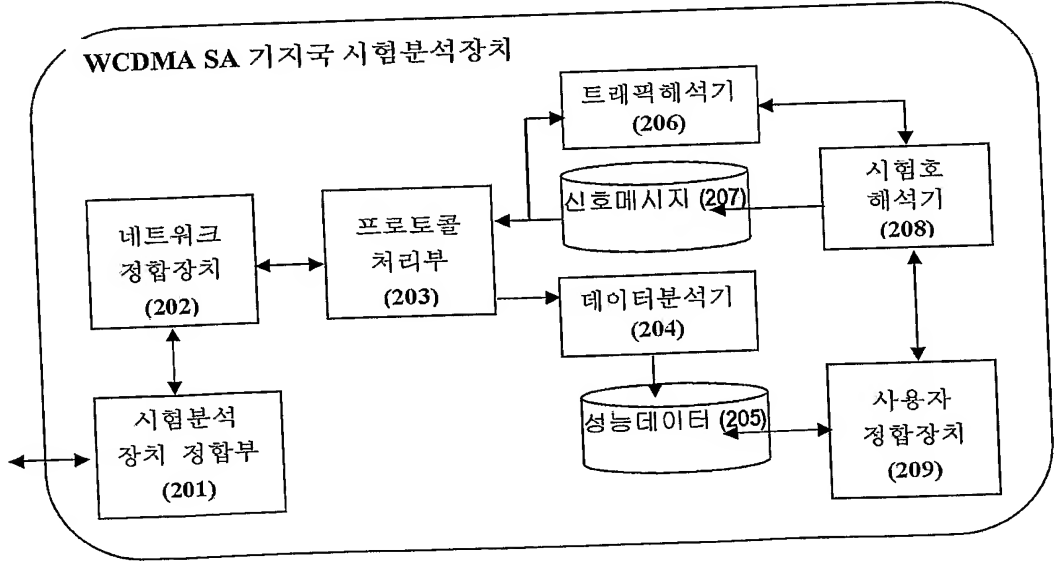 WCDMA SA 기지국 시험분석장치
트래픽해석기
(206)
시험호
해석기
(208)
신호메시지 (207)
네트워크
정합장치
(202)
프로토콜
처리부
(203)
데이터분석기
(204)
성능데이터 (205)
사용자
정합장치
(209)
시험분석
장치 정합부
(201)